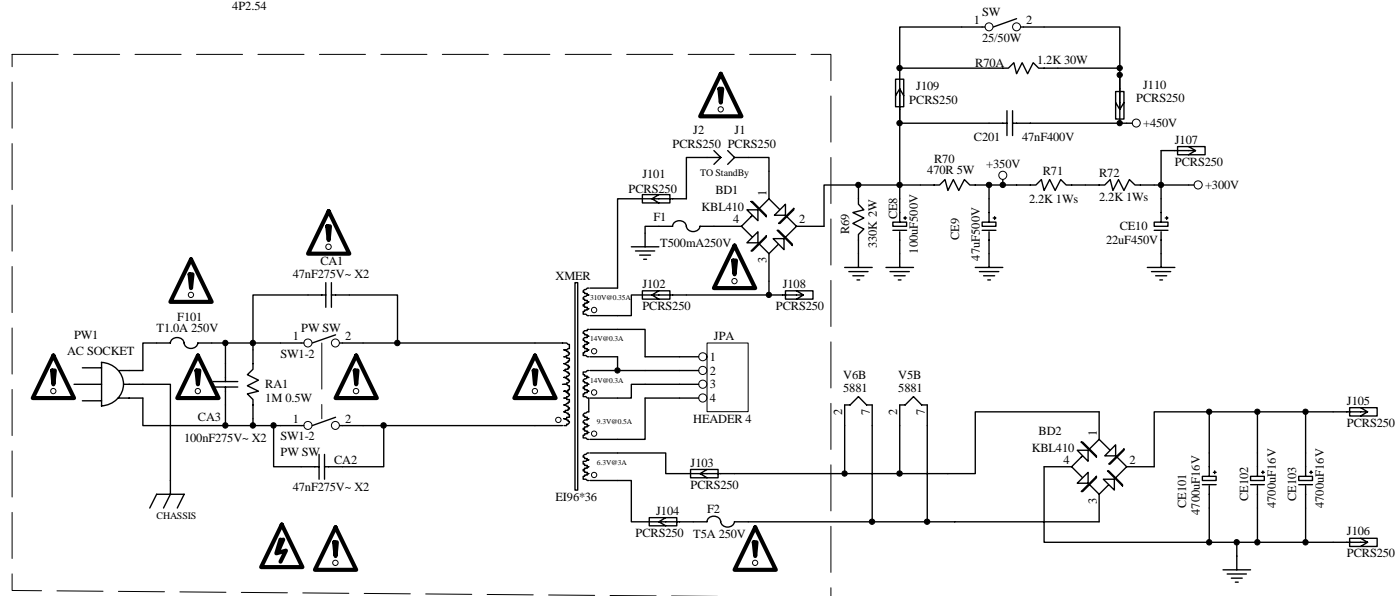 4P2.54
SW
1 2
25/50W
R70A 1.2K 30W
J109
PCRS250
J110
PCRS250
C201 47nF400V
+450V
J107
PCRS250
J2 J1
PCRS250 PCRS250
TO StandBy
J101
PCRS250
BD1
KBL410
1
4
2
3
F1
T500mA250V
R69
330K 2W
CE8
100uF500V
R70
470R 5W
+350V
CE9
47uF500V
R71
2.2K 1Ws
R72
2.2K 1Ws
+300V
CE10
22uF450V
J102
PCRS250
J108
PCRS250
CA1
47nF275V~ X2
F101
T1.0A 250V
PW1
AC SOCKET
PW SW
1 2
SW1-2
RA1
1M 0.5W
CA3
100nF275V~ X2
1 2
SW1-2
PW SW
CA2
47nF275V~ X2
CHASSIS
XMER
310V@0.35A
14V@0.3A
14V@0.3A
9.3V@0.5A
6.3V@3A
EI96*36
JPA
1
2
3
4
HEADER 4
V6B
5881
2 7
V5B
5881
2 7
J103
PCRS250
J104
PCRS250
F2
T5A 250V
BD2
KBL410
1
4
2
3
CE101
4700uF16V
CE102
4700uF16V
CE103
4700uF16V
J105
PCRS250
J106
PCRS250